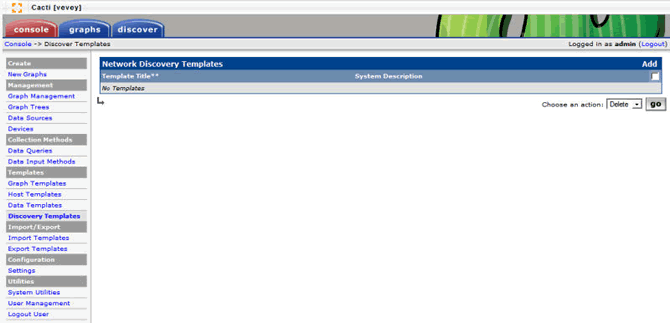 Cacti [vevey]
console graphs discover
Console -> Discover Templates Logged in as admin (Logout)
Create
New Graphs
Management
Graph Management
Graph Trees
Data Sources
Devices
Collection Methods
Data Queries
Data Input Methods
Templates
Graph Templates
Host Templates
Data Templates
Discovery Templates
Import/Export
Import Templates
Export Templates
Configuration
Settings
Utilities
System Utilities
User Management
Logout User
Network Discovery Templates Add
Template Title** System Description
No Templates
Choose an action: Delete go